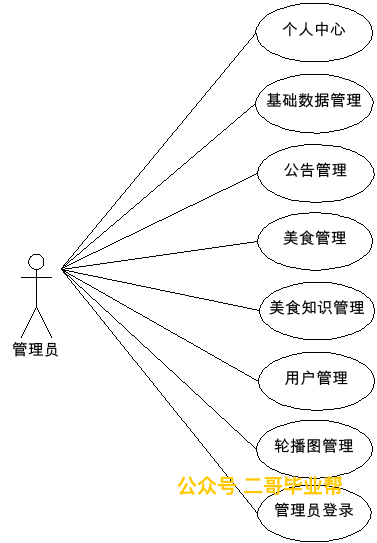 个人中心
基础数据管理
公告管理
美食管理
美食知识管理
管理员
用户管理
轮播图管理
公众号 二哥毕业帮
管理员登录